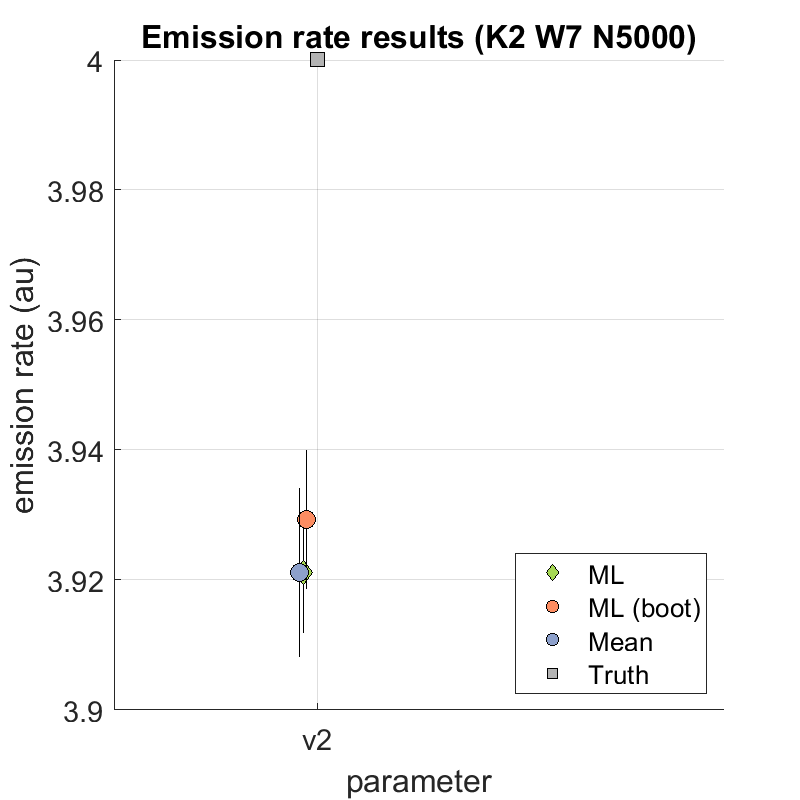 Emission rate results (K2 W7 N5000)
4
3.98
3.96
3.94
3.92
3.9
emission rate (au)
ML
ML (boot)
Mean
Truth
v2
parameter